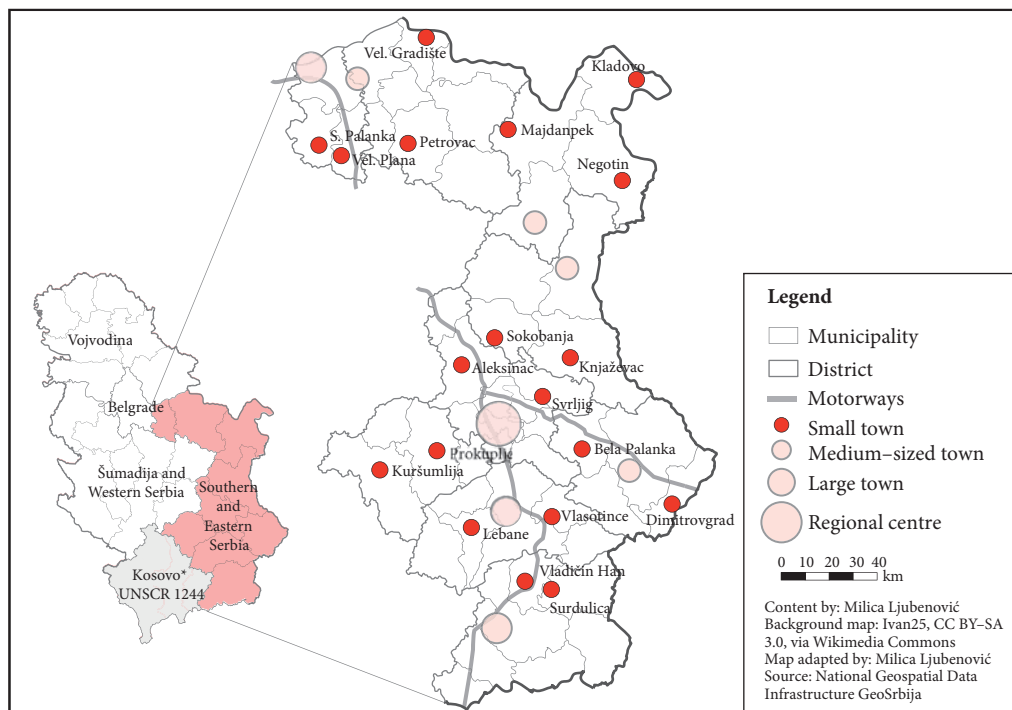 Vel. Gradište
Kladovo
S. Palanka
Vel. Plana
Petrovac
Majdanpek
Negotin
Sokobanja
Aleksinac
Knjaževac
Svrljig
Prokuplje
Kuršumlija
Bela Palanka
Dimitrovgrad
Vlasotince
Lebane
Vladičin Han
Surdulica
Vojvodina
Belgrade
Šumadija and
Western Serbia
Southern
and
Eastern
Serbia
Kosovo*
UNSCR 1244
Legend
Municipality
District
Motorways
Small town
Medium–sized town
Large town
Regional centre
0 10 20 30 40
km
Content by: Milica Ljubenović
Background map: Ivan25, CC BY–SA
3.0, via Wikimedia Commons
Map adapted by: Milica Ljubenović
Source: National Geospatial Data
Infrastructure GeoSrbija